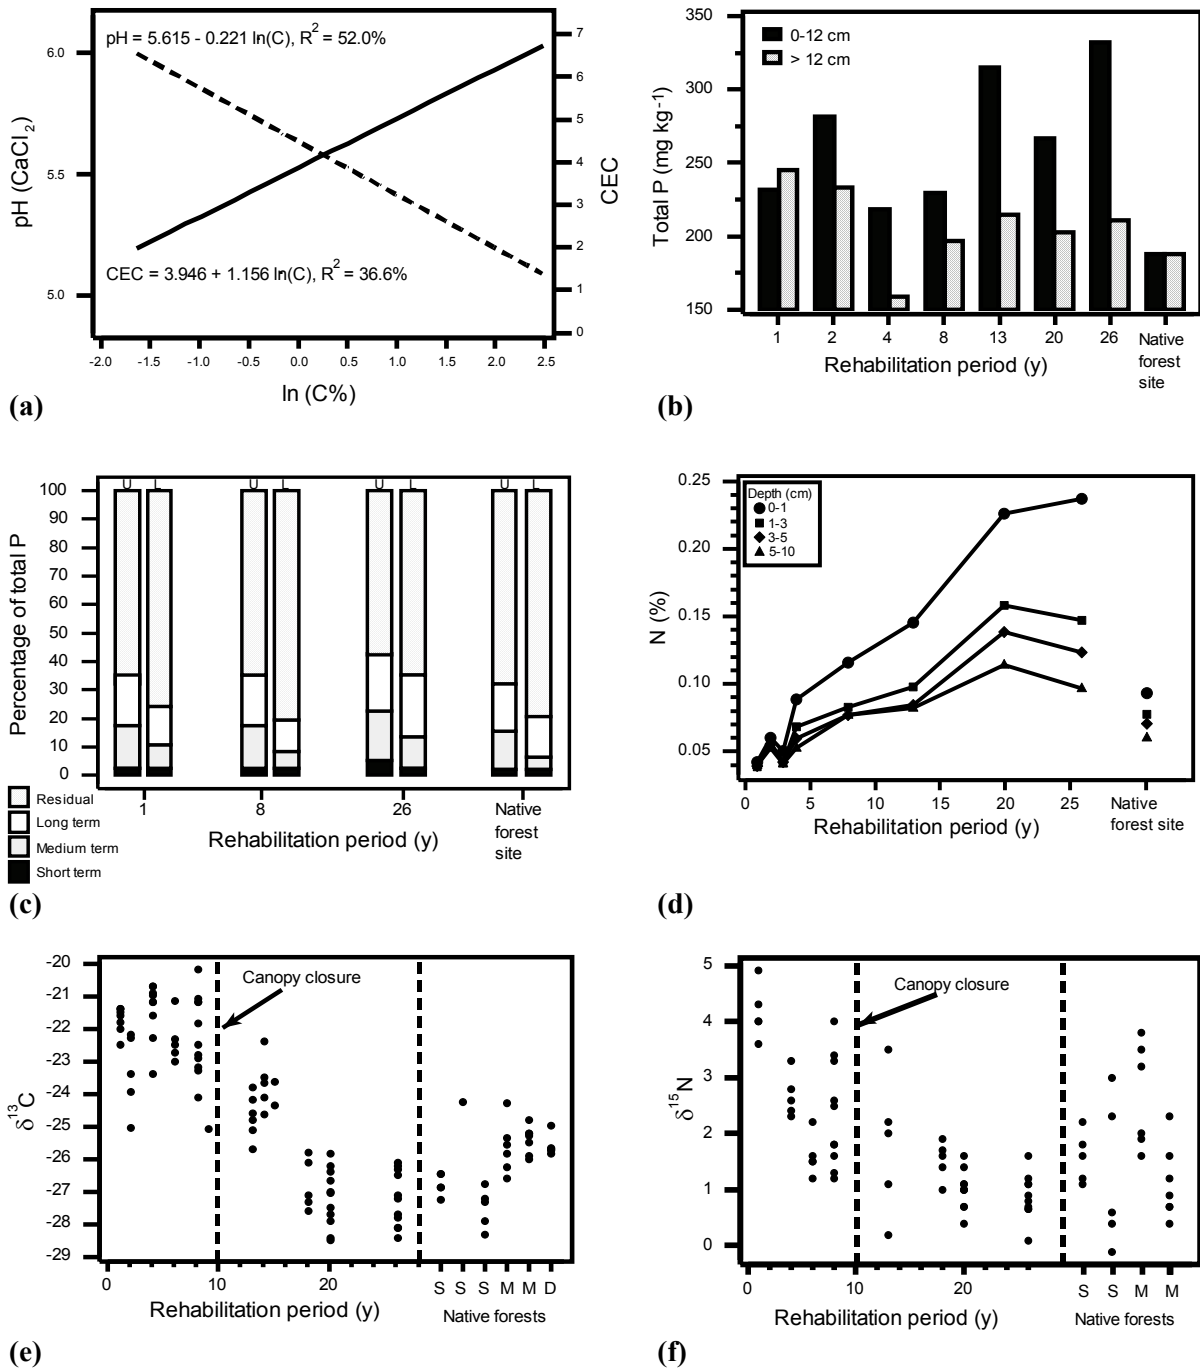 pH = 5.615 - 0.221 ln(C), R2 = 52.0%
6.0
5.5
5.0
pH (CaCl2)
7
6
5
4
3
2
1
0
CEC
CEC = 3.946 + 1.156 ln(C), R2 = 36.6%
-2.0 -1.5 -1.0 -0.5 0.0 0.5 1.0 1.5 2.0 2.5
ln (C%)
(a)
350
300
250
200
150
Total P (mg kg-1)
0-12 cm
> 12 cm
1 2 4 8 13 20 26 Native
forest
site
Rehabilitation period (y)
(b)
U L U L U L U L
100
90
80
70
60
50
40
30
20
10
0
Percentage of total P
Residual
Long term
Medium term
Short term
1 8 26 Native
forest
site
Rehabilitation period (y)
(c)
0.25
0.20
0.15
0.10
0.05
N (%)
Depth (cm)
0-1
1-3
3-5
5-10
0 5 10 15 20 25 Native
forest site
Rehabilitation period (y)
(d)
-20
-21
-22
-23
-24
-25
-26
-27
-28
-29
δ13C
Canopy closure
0 10 20 S S S M M D
Rehabilitation period (y) Native forests
(e)
5
4
3
2
1
0
δ15N
Canopy closure
0 10 20 S S M M
Rehabilitation period (y) Native forests
(f)